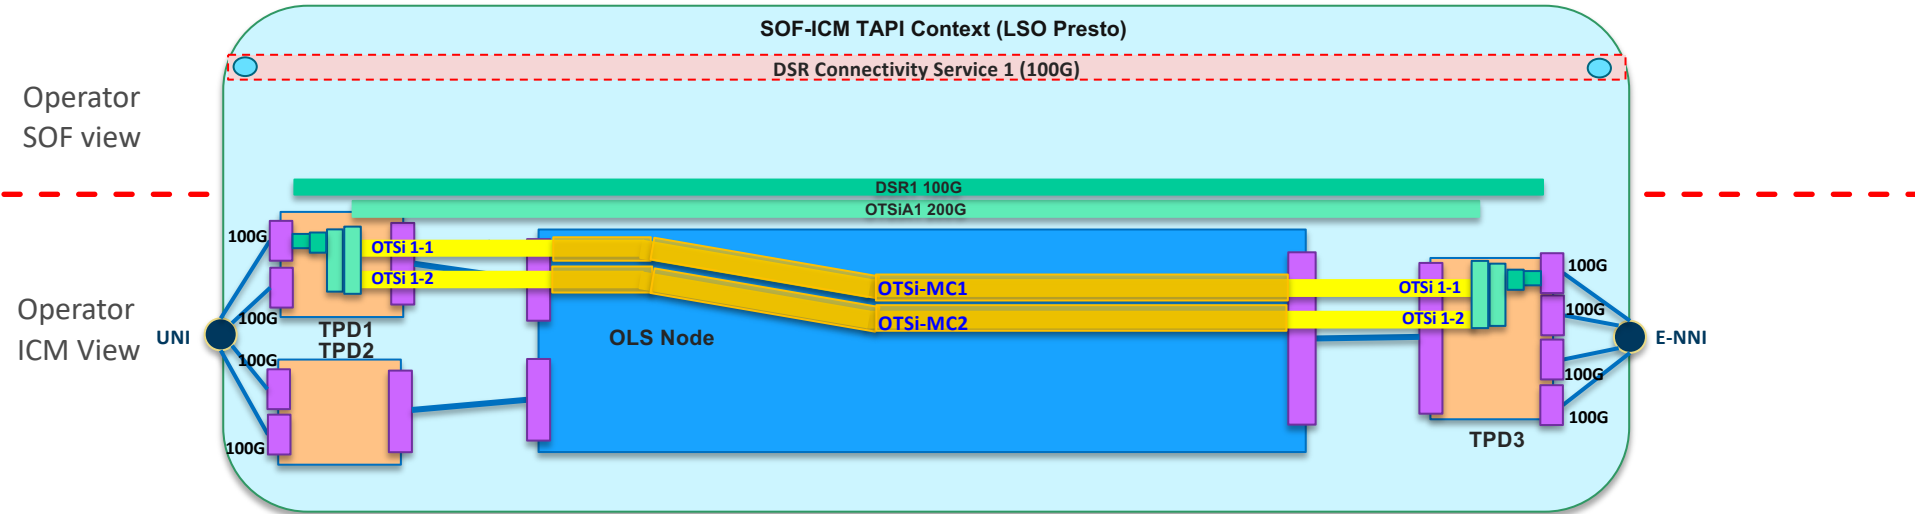 SOF-ICM TAPI Context (LSO Presto)
DSR Connectivity Service 1 (100G)
Operator
SOF view
DSR1 100G
OTSiA1 200G
100G
OTSi 1-1
OTSi 1-2
100G
TPD1
TPD2
100G
100G
UNI
Operator
ICM View
OTSi-MC1
OTSi-MC2
OLS Node
OTSi 1-1
OTSi 1-2
100G
100G
100G
100G
TPD3
E-NNI